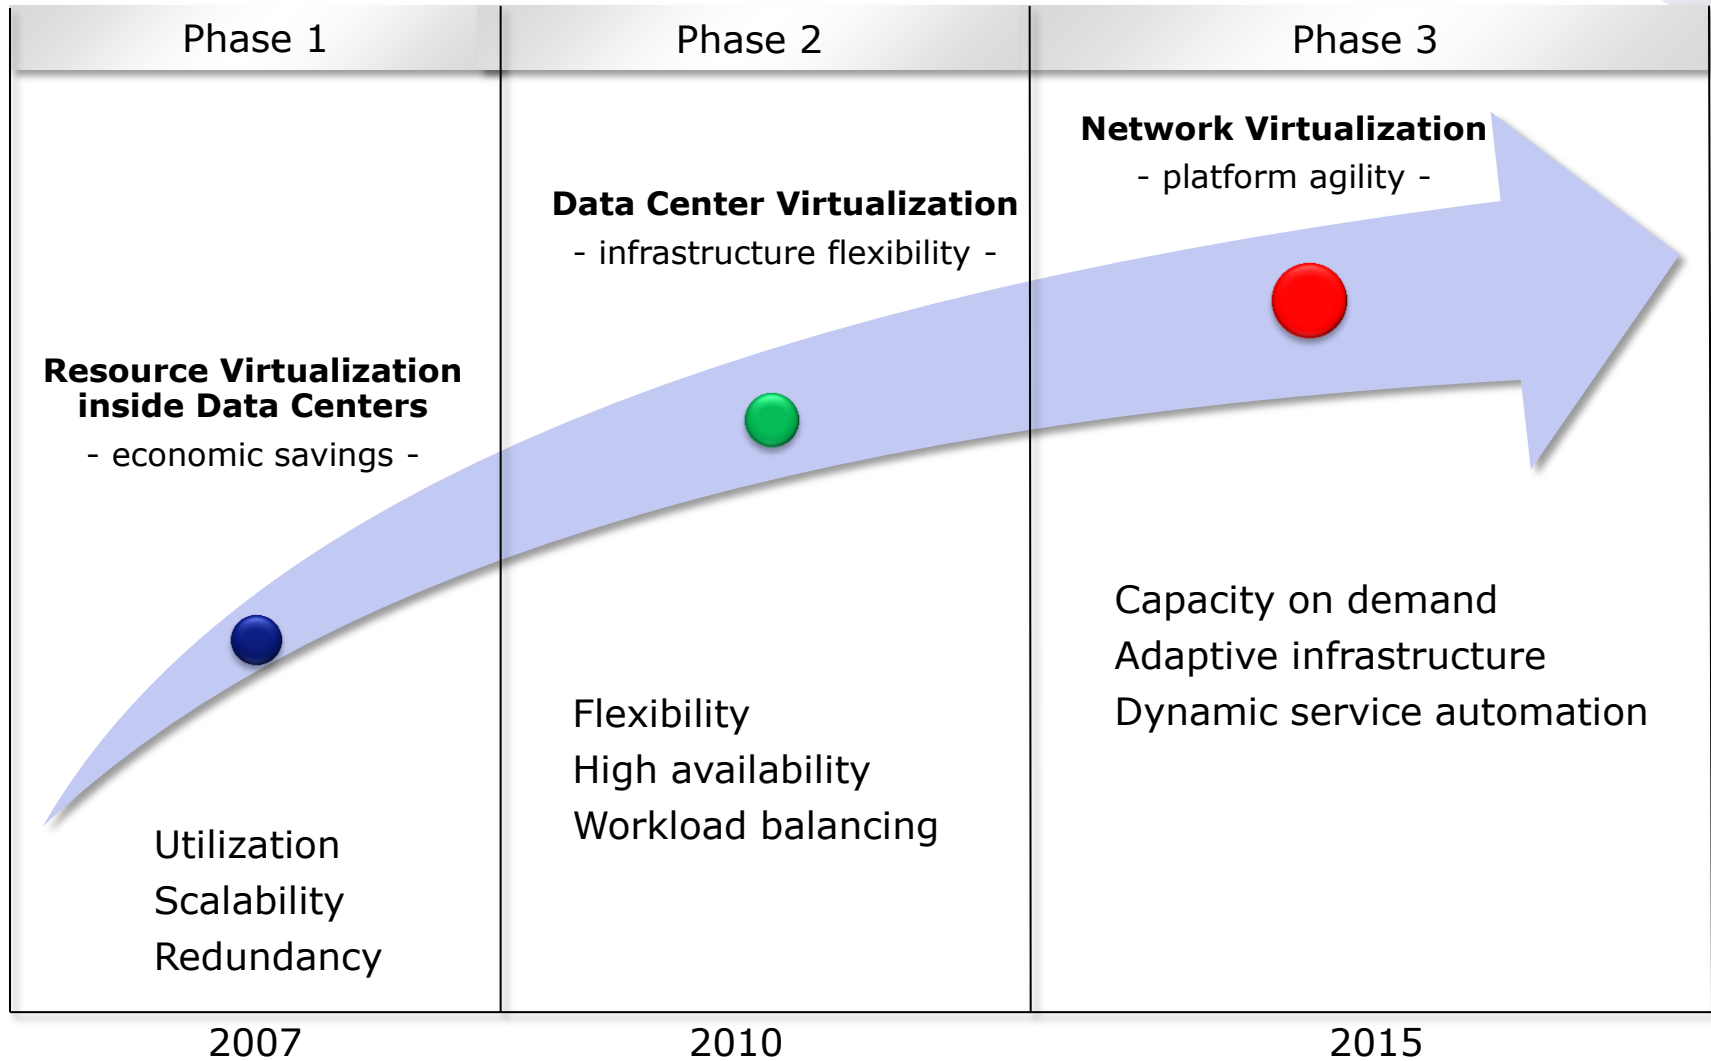 Phase 1
Phase 2
Phase 3
Resource Virtualization
inside Data Centers
- economic savings -
Utilization
Scalability
Redundancy
2007
Data Center Virtualization
- infrastructure flexibility -
Flexibility
High availability
Workload balancing
2010
Network Virtualization
- platform agility -
Capacity on demand
Adaptive infrastructure
Dynamic service automation
2015